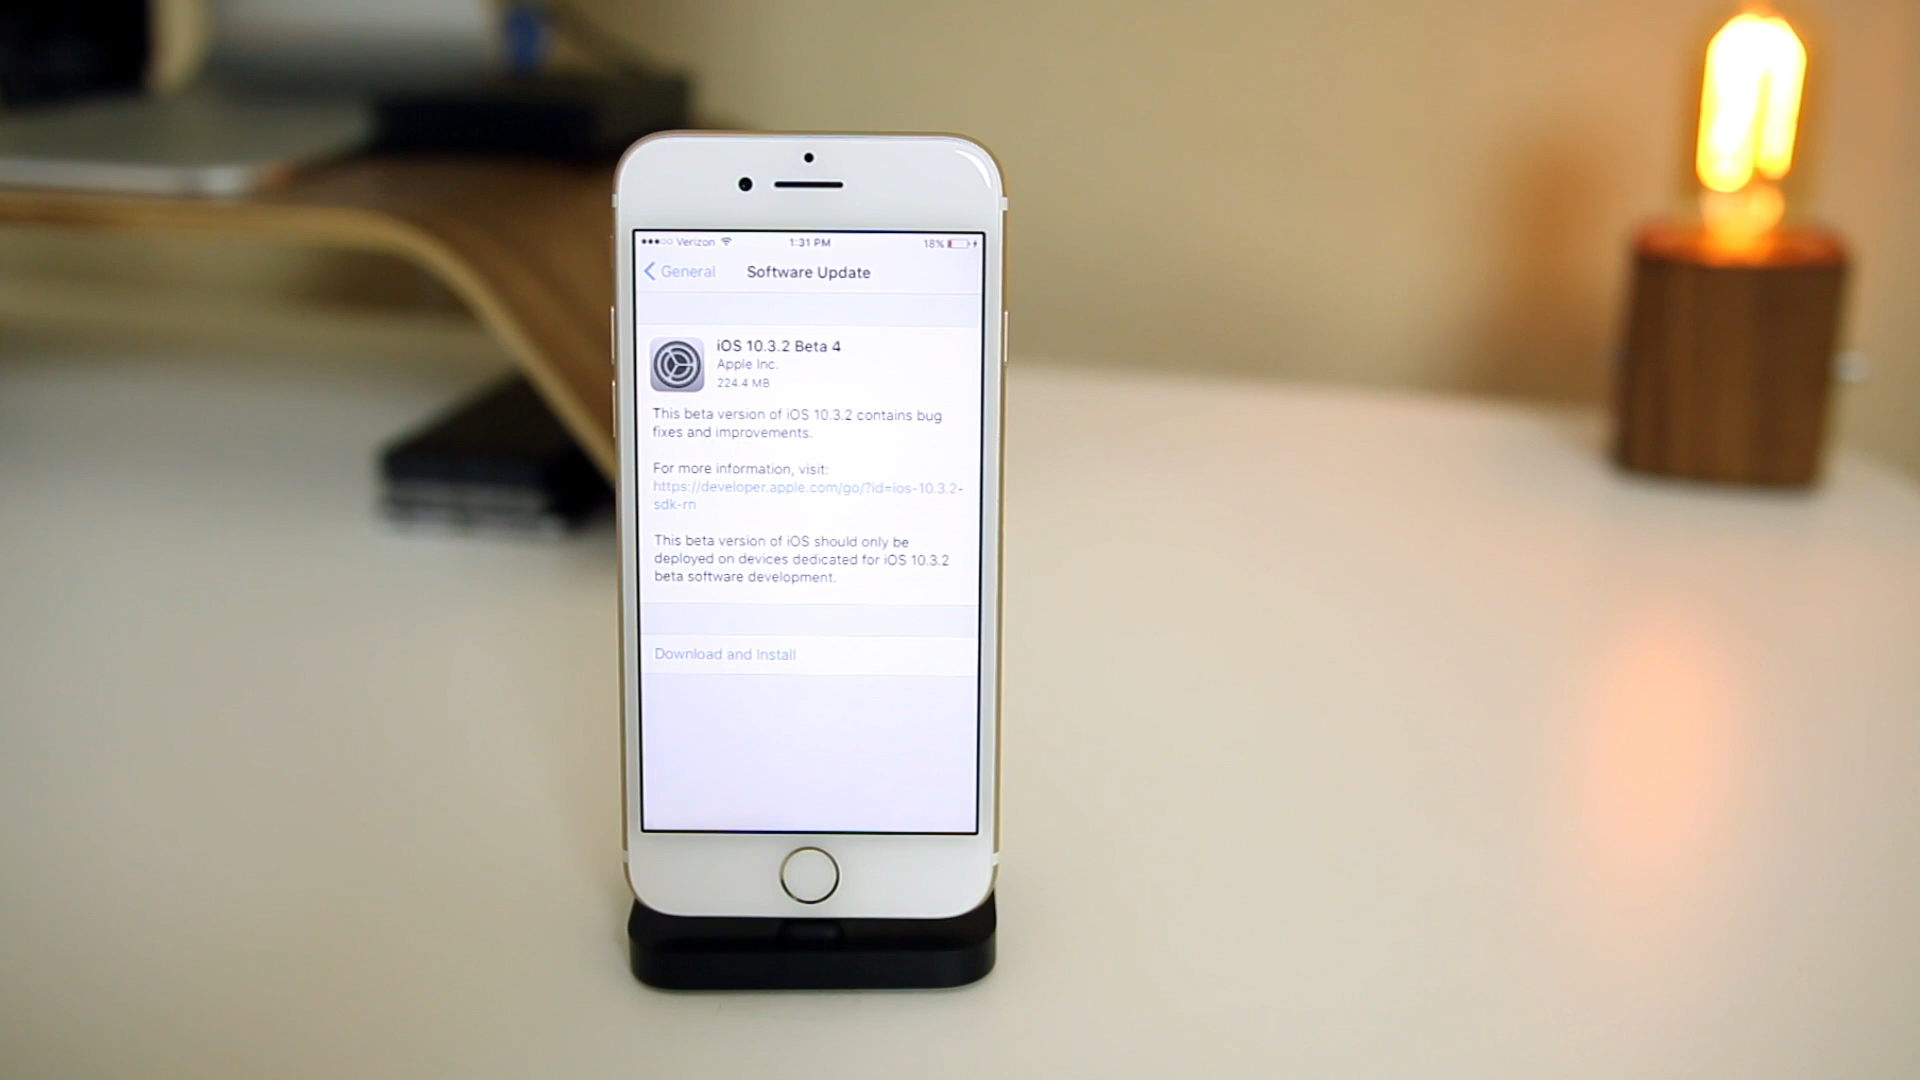 Verizon 1:31 PM 18%
General Software Update
iOS 10.3.2 Beta 4
Apple Inc.
224.4 MB
This beta version of iOS 10.3.2 contains bug
fixes and improvements.
For more information, visit:
https://developer.apple.com/go/?id=ios-10.3.2-
sdk-rn
This beta version of iOS should only be
deployed on devices dedicated for iOS 10.3.2
beta software development.
Download and Install